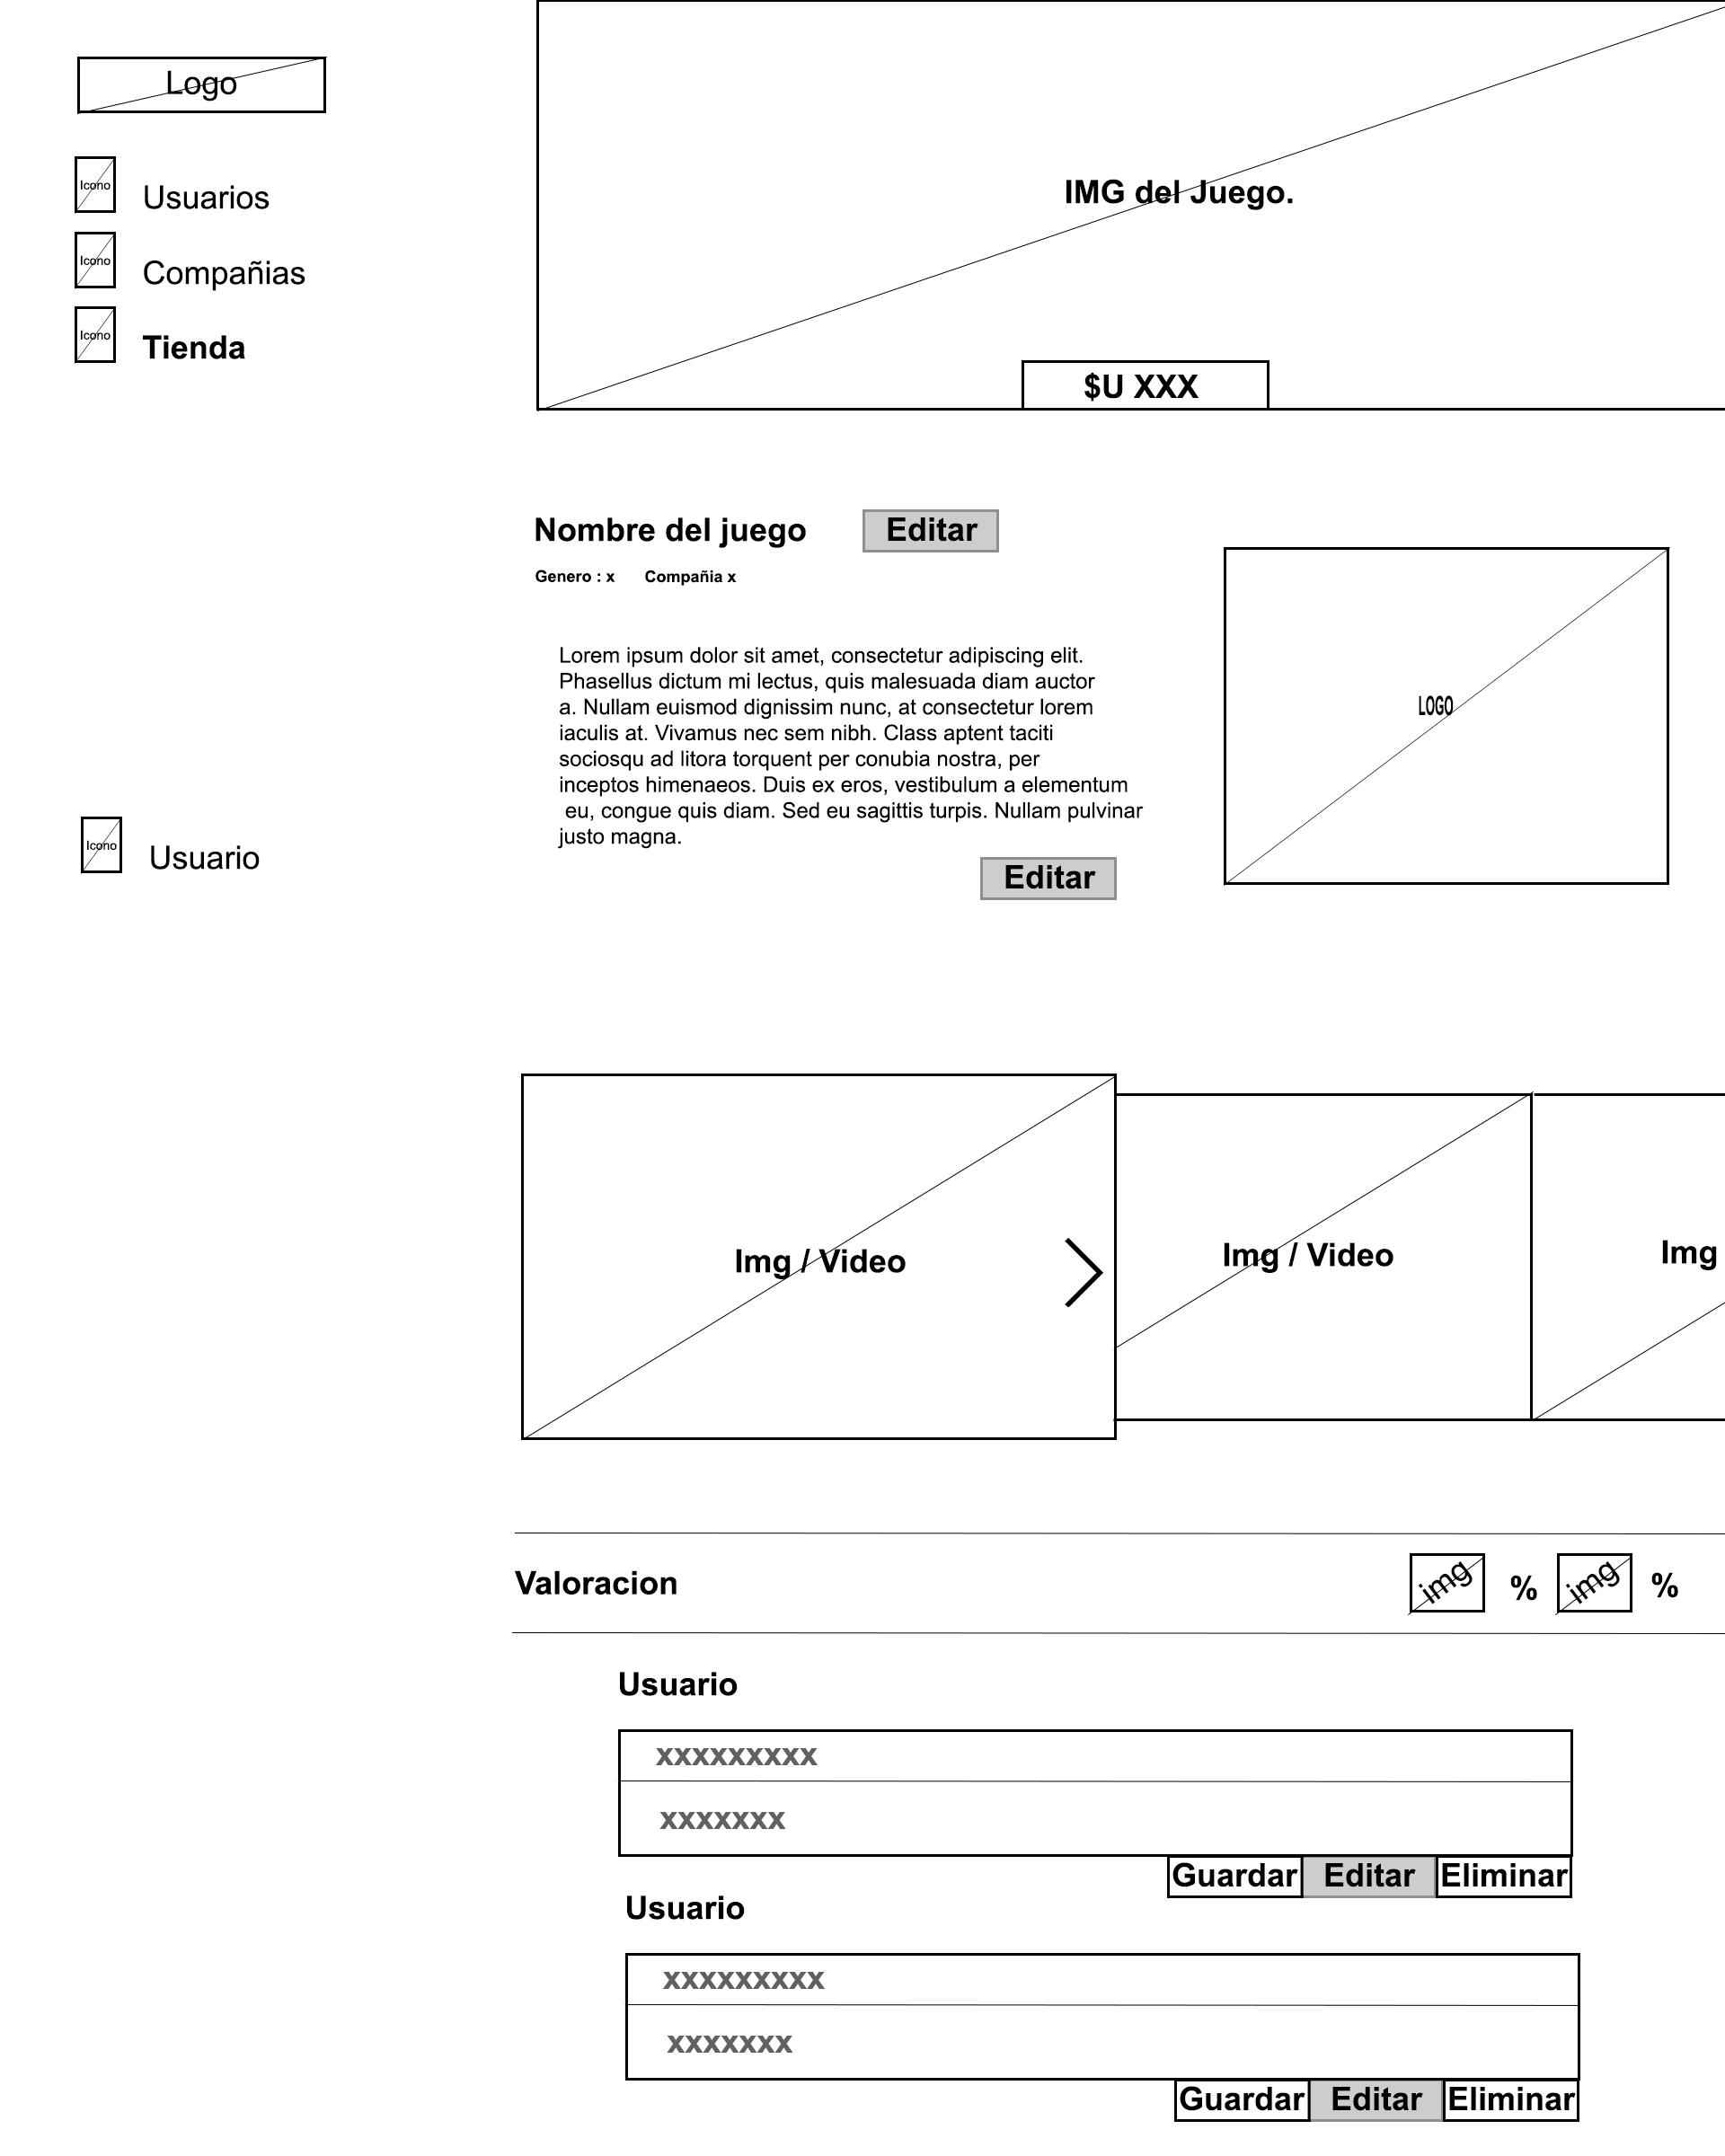 Logo
Icono
Usuarios
Icono
Compañias
Icono
Tienda
Icono
Usuario
IMG del Juego.
$U XXX
Nombre del juego
Editar
Genero : x
Compañia x
Lorem ipsum dolor sit amet, consectetur adipiscing elit.
Phasellus dictum mi lectus, quis malesuada diam auctor
a. Nullam euismod dignissim nunc, at consectetur lorem
iaculis at. Vivamus nec sem nibh. Class aptent taciti
sociosqu ad litora torquent per conubia nostra, per
inceptos himenaeos. Duis ex eros, vestibulum a elementum
eu, congue quis diam. Sed eu sagittis turpis. Nullam pulvinar
justo magna.
Editar
LOGO
Img / Video
Img / Video
Img
Valoracion
img
%
img
%
Usuario
xxxxxxxxx
xxxxxxx
Guardar
Editar
Eliminar
Usuario
xxxxxxxxx
xxxxxxx
Guardar
Editar
Eliminar